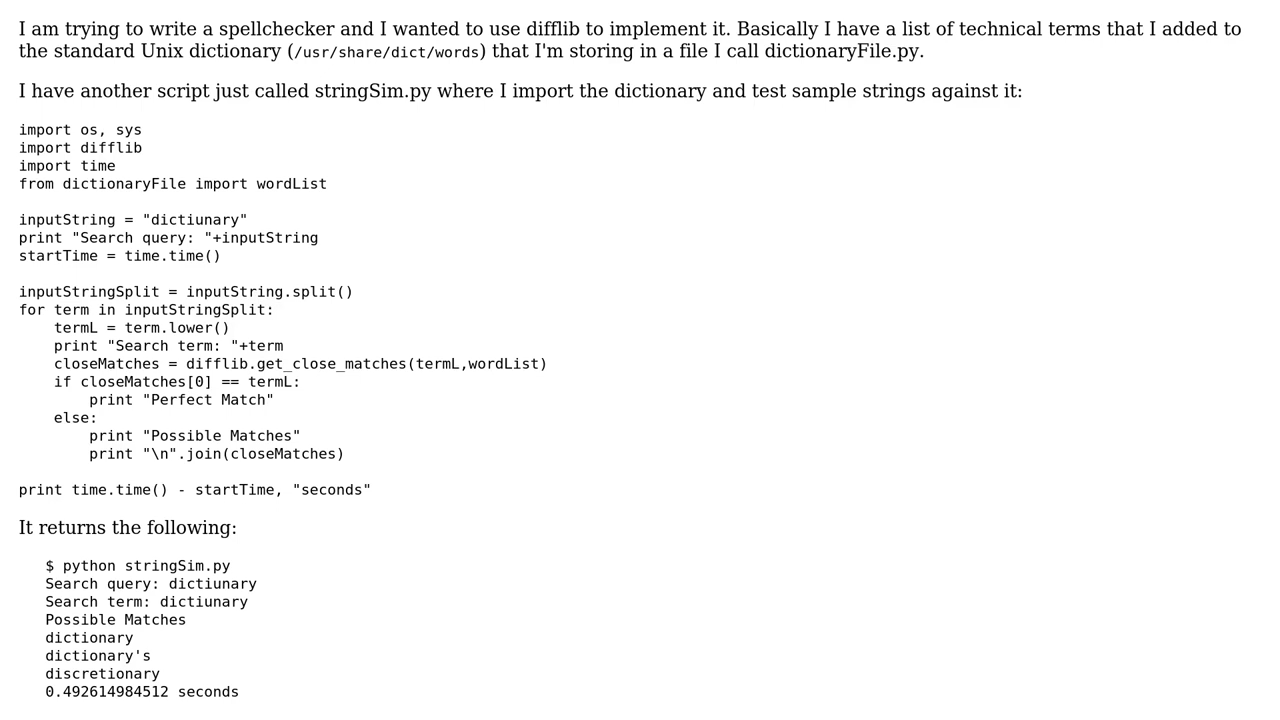 I am trying to write a spellchecker and I wanted to use difflib to implement it. Basically I have a list of technical terms that I added to
the standard Unix dictionary (/usr/share/dict/words) that I'm storing in a file I call dictionaryFile.py.
I have another script just called stringSim.py where I import the dictionary and test sample strings against it:
import os, sys
import difflib
import time
from dictionaryFile import wordList
inputString = "dictiunary"
print "Search query: "+inputString
startTime = time.time()
inputStringSplit = inputString.split()
for term in inputStringSplit:
    termL = term.lower()
    print "Search term: "+term
    closeMatches = difflib.get_close_matches(termL,wordList)
    if closeMatches[0] == termL:
        print "Perfect Match"
    else:
        print "Possible Matches"
        print "\n".join(closeMatches)
print time.time() - startTime, "seconds"
It returns the following:
$ python stringSim.py
Search query: dictiunary
Search term: dictiunary
Possible Matches
dictionary
dictionary's
discretionary
0.492614984512 seconds